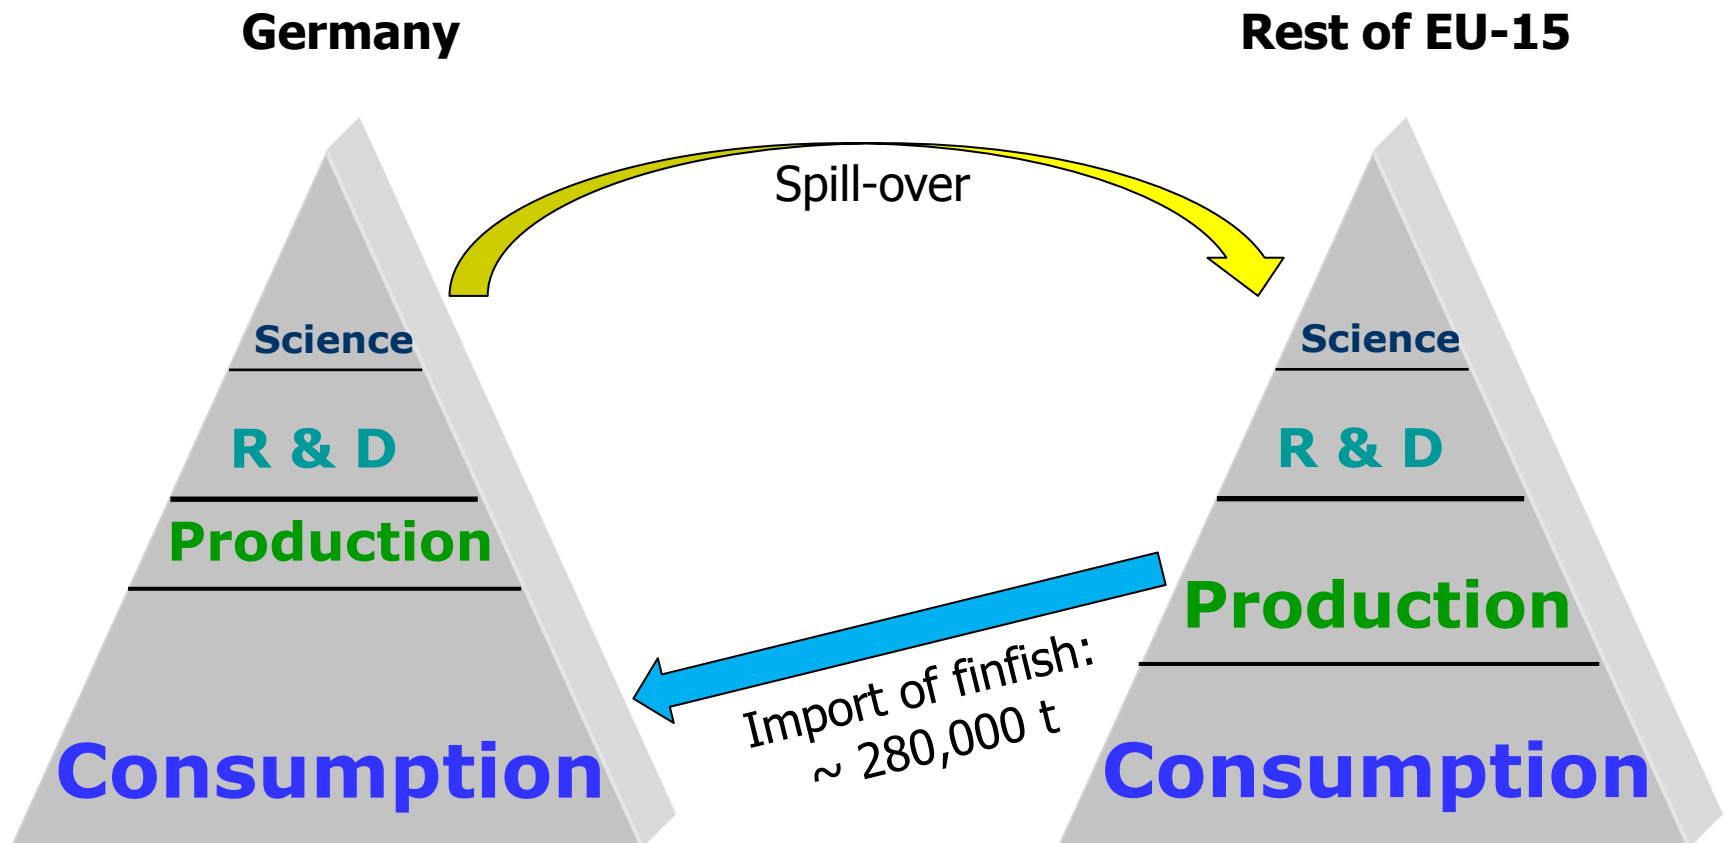 Germany
Rest of EU-15
Spill-over
Science
R & D
Production
Consumption
Import of finfish:
~ 280,000 t
Science
R & D
Production
Consumption